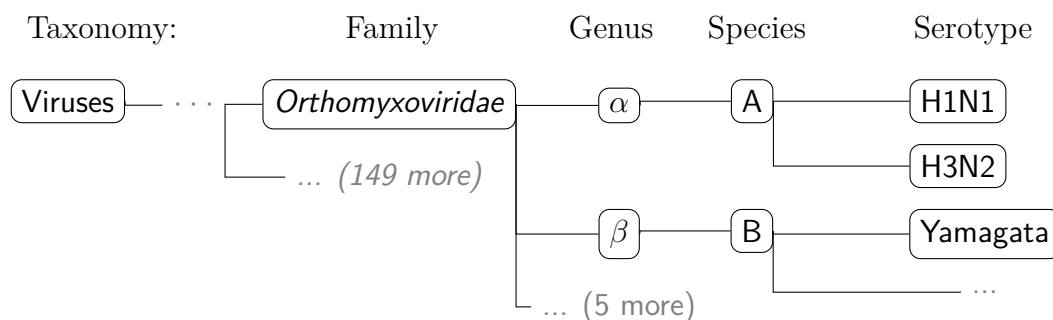 Taxonomy: Family Genus Species Serotype
Viruses ... Orthomyxoviridae α A H1N1
H3N2
... (149 more)
β B Yamagata
... (5 more) ...